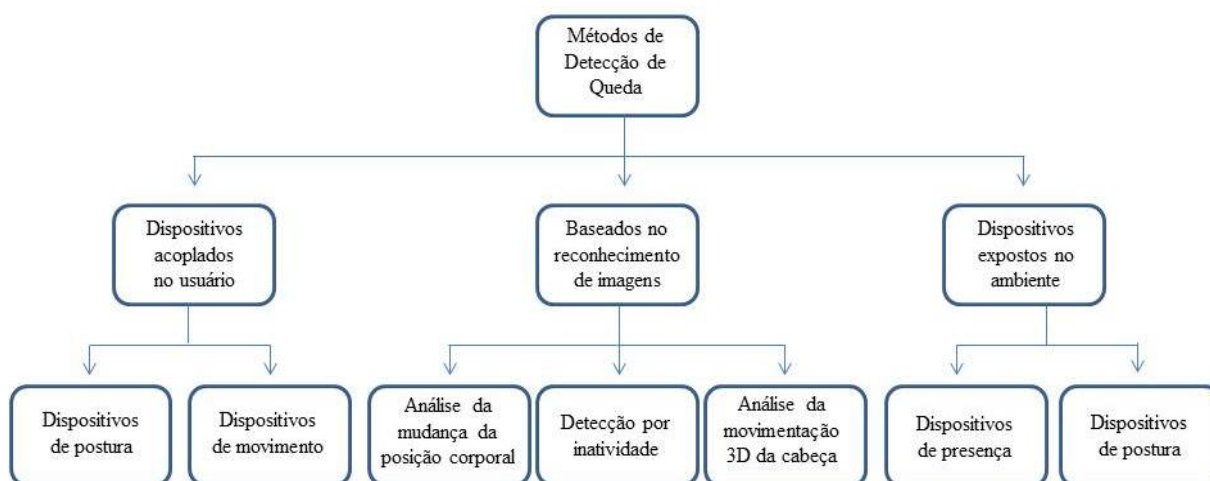 Métodos de
Detecção de
Queda
Dispositivos
acoplados
no usuário
Baseados no
reconhecimento
de imagens
Dispositivos
expostos no
ambiente
Dispositivos
de postura
Dispositivos
de movimento
Análise da
mudança da
posição corporal
Detecção por
inatividade
Análise da
movimentação
3D da cabeça
Dispositivos
de presença
Dispositivos
de postura